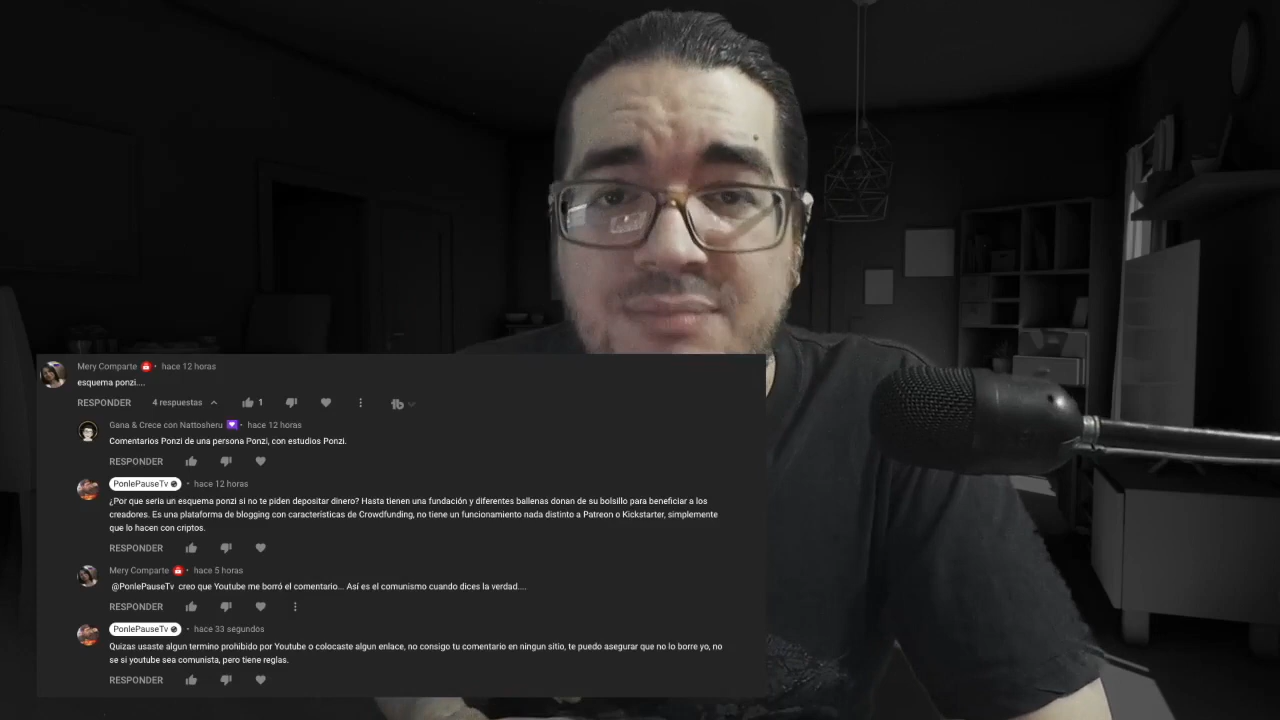 Mery Comparte • hace 12 horas
esquema ponzi....
RESPONDER 4 respuestas 1
Gana & Crece con Nattosheru • hace 12 horas
Comentarios Ponzi de una persona Ponzi, con estudios Ponzi.
RESPONDER
PonlePauseTv • hace 12 horas
¿Por que seria un esquema ponzi si no te piden depositar dinero? Hasta tienen una fundación y diferentes ballenas donan de su bolsillo para beneficiar a los
creadores. Es una plataforma de blogging con características de Crowdfunding, no tiene un funcionamiento nada distinto a Patreon o Kickstarter, simplemente
que lo hacen con criptos.
RESPONDER
Mery Comparte • hace 5 horas
@PonlePauseTv creo que Youtube me borró el comentario... Así es el comunismo cuando dices la verdad....
RESPONDER
PonlePauseTv • hace 33 segundos
Quizas usaste algun termino prohibido por Youtube o colocaste algun enlace, no consigo tu comentario en ningun sitio, te puedo asegurar que no lo borre yo, no
se si youtube sea comunista, pero tiene reglas.
RESPONDER